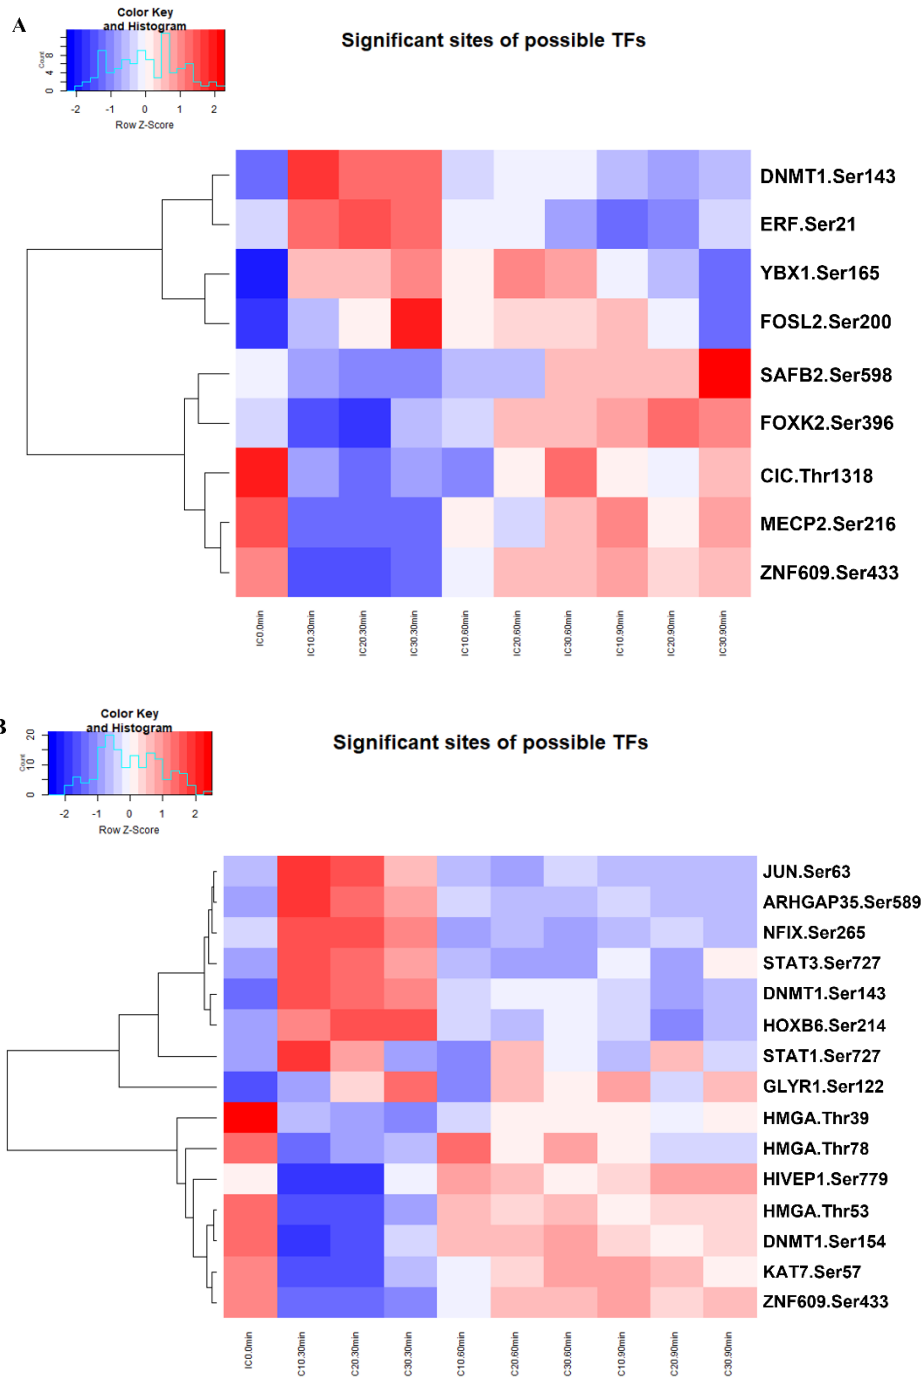 A
Color Key
and Histogram
Count
0 4 8
-2 -1 0 1 2
Row Z-Score
Significant sites of possible TFs
DNMT1.Ser143
ERF.Ser21
YBX1.Ser165
FOSL2.Ser200
SAFB2.Ser598
FOXK2.Ser396
CIC.Thr1318
MECP2.Ser216
ZNF609.Ser433
IC0.0min
IC10.30min
IC20.30min
IC30.30min
IC10.60min
IC20.60min
IC30.60min
IC10.90min
IC20.90min
IC30.90min
B
Color Key
and Histogram
Count
0 10 20
-2 -1 0 1 2
Row Z-Score
Significant sites of possible TFs
JUN.Ser63
ARHGAP35.Ser589
NFIX.Ser265
STAT3.Ser727
DNMT1.Ser143
HOXB6.Ser214
STAT1.Ser727
GLYR1.Ser122
HMGA.Thr39
HMGA.Thr78
HIVEP1.Ser779
HMGA.Thr53
DNMT1.Ser154
KAT7.Ser57
ZNF609.Ser433
IC0.0min
C10.30min
C20.30min
C30.30min
C10.60min
C20.60min
C30.60min
C10.90min
C20.90min
C30.90min